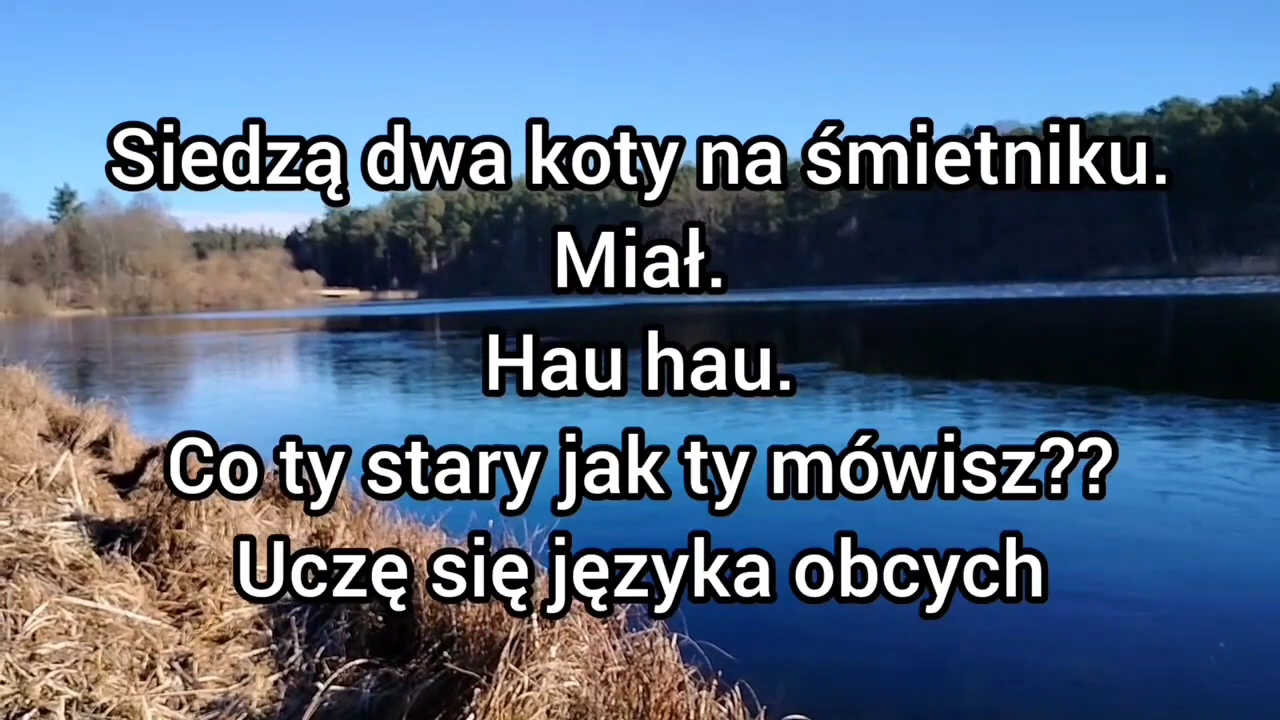 Siedzą dwa koty na śmietniku.
Miał.
Hau hau.
Co ty stary jak ty mówisz??
Uczę się języka obcych